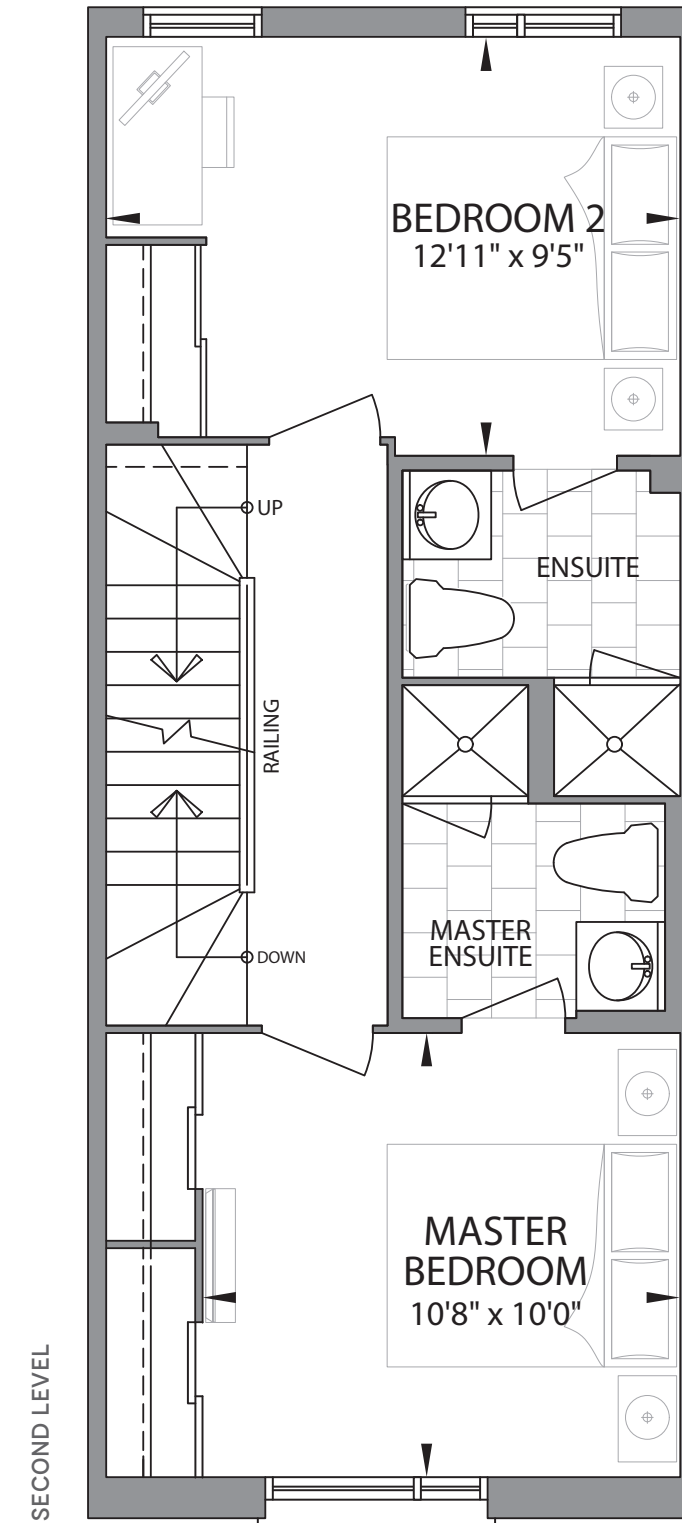 BEDROOM 2
12'11" x 9'5"
UP
ENSUITE
RAILING
MASTER
ENSUITE
DOWN
MASTER
BEDROOM
10'8" x 10'0"
SECOND LEVEL